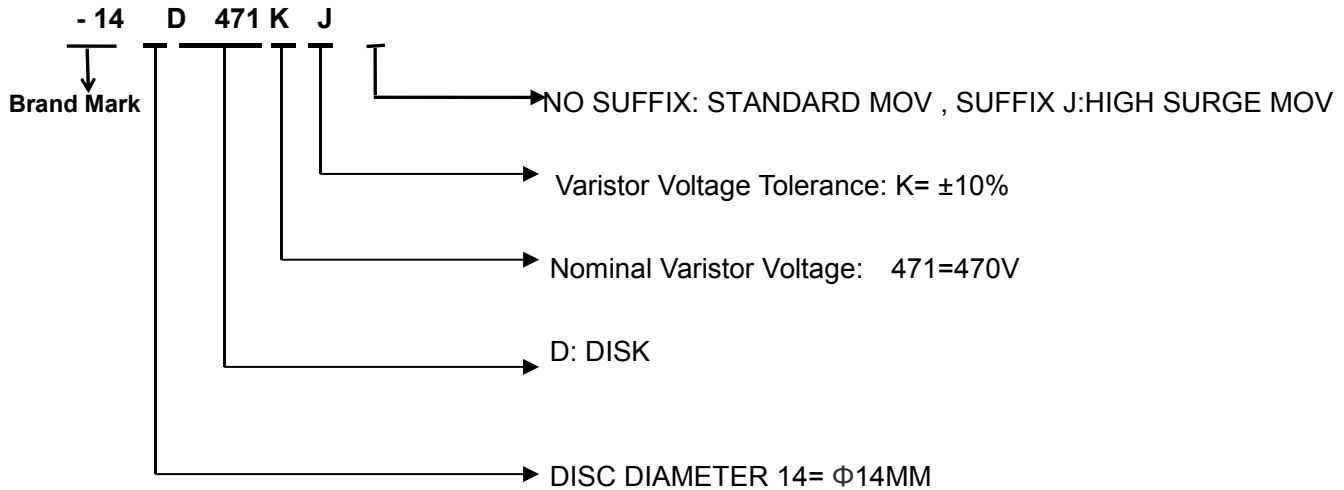 - 14 D 471 K J
Brand Mark
NO SUFFIX: STANDARD MOV , SUFFIX J:HIGH SURGE MOV
Varistor Voltage Tolerance: K= ±10%
Nominal Varistor Voltage: 471=470V
D: DISK
DISC DIAMETER 14= Φ14MM